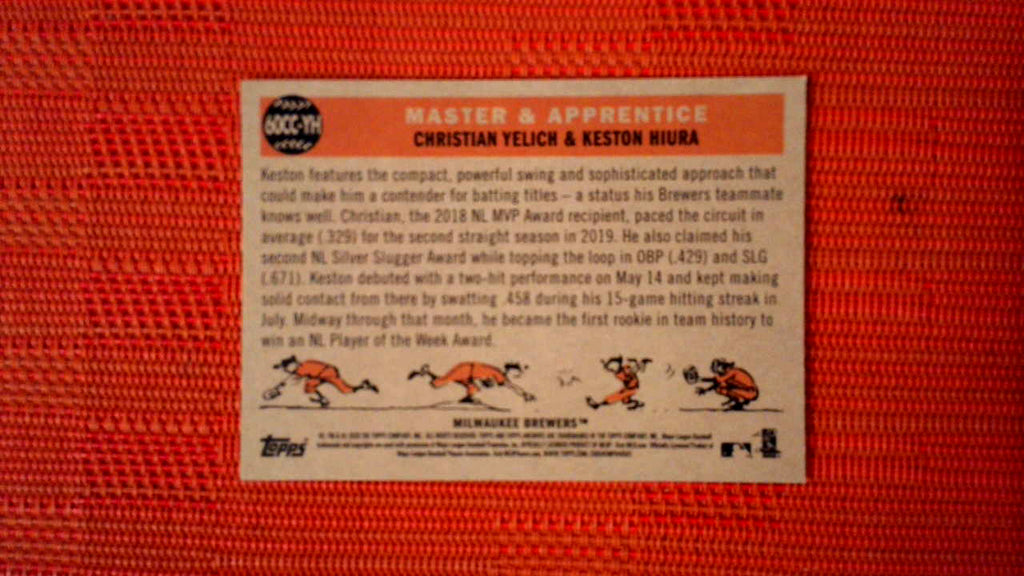 60CC-YH
MASTER & APPRENTICE
CHRISTIAN YELICH & KESTON HIURA
Keston features the compact, powerful swing and sophisticated approach that
could make him a contender for batting titles – a status his Brewers teammate
knows well. Christian, the 2018 NL MVP Award recipient, paced the circuit in
average (.329) for the second straight season in 2019. He also claimed his
second NL Silver Slugger Award while topping the loop in OBP (.429) and SLG
(.671). Keston debuted with a two-hit performance on May 14 and kept making
solid contact from there by swatting .458 during his 15-game hitting streak in
July. Midway through that month, he became the first rookie in team history to
win an NL Player of the Week Award.
MILWAUKEE BREWERS™
Topps